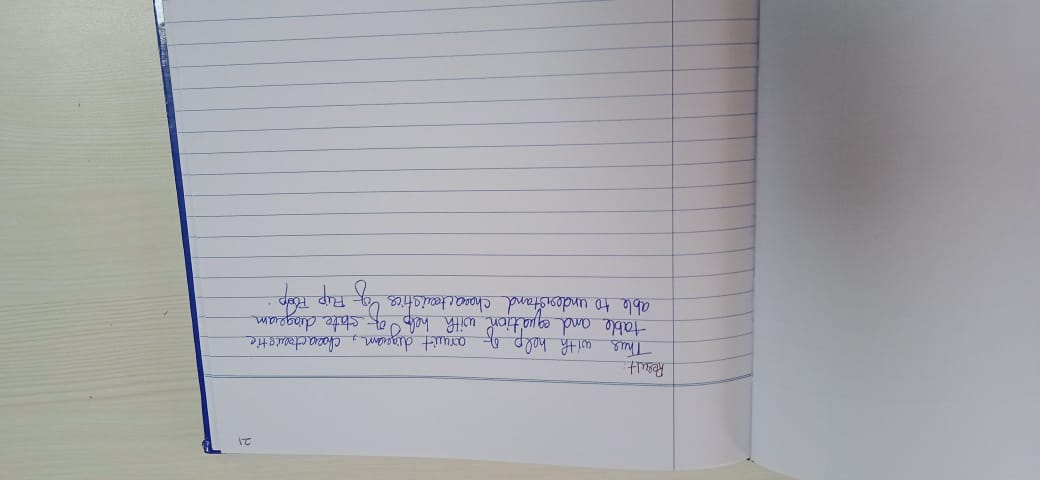 21
Result:
Thus with help of circuit diagram, characteristic
table and equation with help of state diagram
able to understand characteristics of Flip Flop.